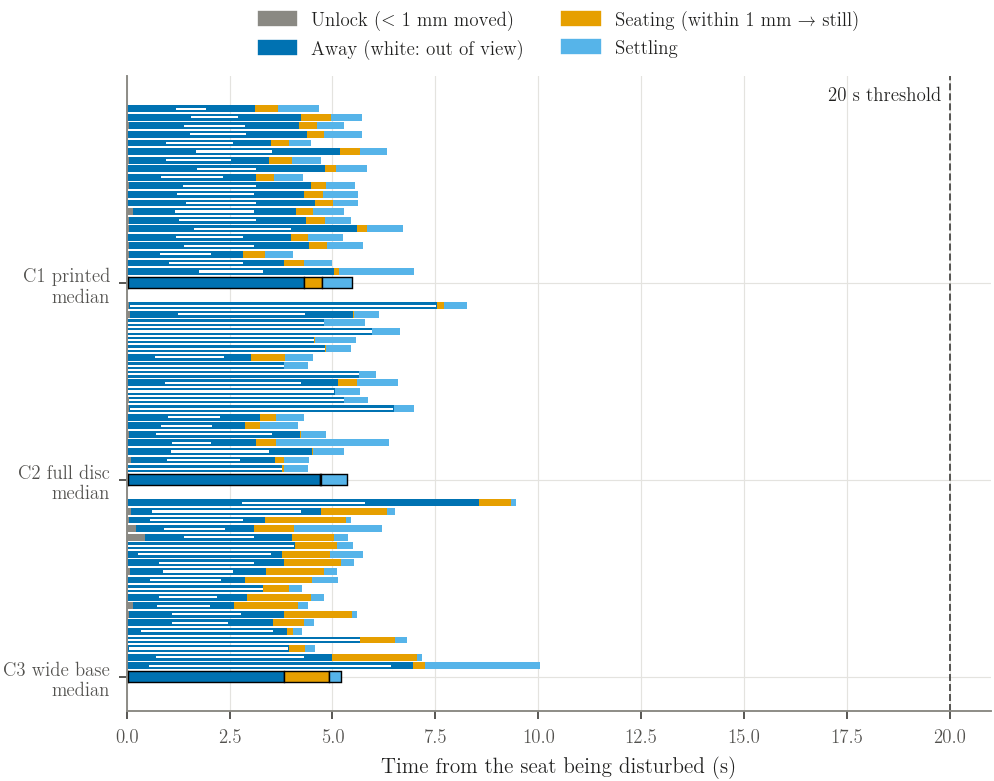 Unlock (< 1 mm moved)
Away (white: out of view)
Seating (within 1 mm → still)
Settling
20 s threshold
C1 printed
median
C2 full disc
median
C3 wide base
median
0.0 2.5 5.0 7.5 10.0 12.5 15.0 17.5 20.0
Time from the seat being disturbed (s)